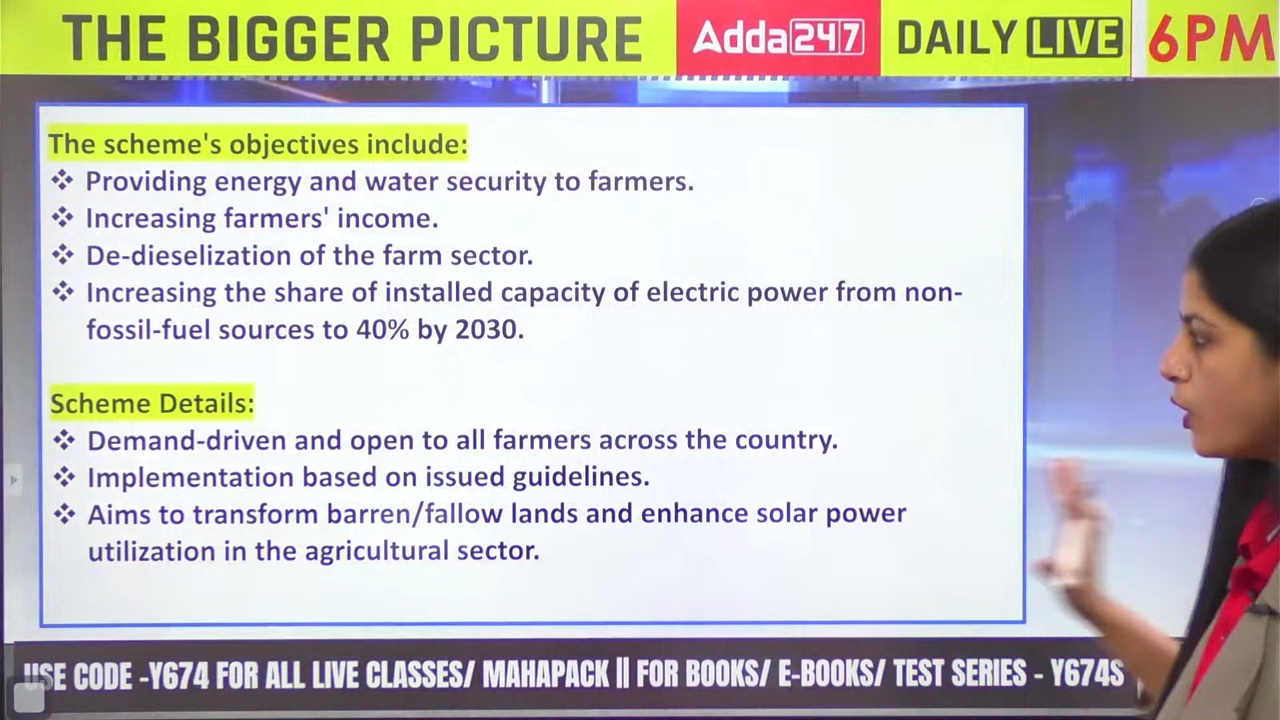 THE BIGGER PICTURE
Adda247
DAILY LIVE
6PM
The scheme's objectives include:
❖ Providing energy and water security to farmers.
❖ Increasing farmers' income.
❖ De-dieselization of the farm sector.
❖ Increasing the share of installed capacity of electric power from non-
fossil-fuel sources to 40% by 2030.
Scheme Details:
❖ Demand-driven and open to all farmers across the country.
❖ Implementation based on issued guidelines.
❖ Aims to transform barren/fallow lands and enhance solar power
utilization in the agricultural sector.
USE CODE -Y674 FOR ALL LIVE CLASSES/ MAHAPACK || FOR BOOKS/ E-BOOKS/ TEST SERIES - Y674S